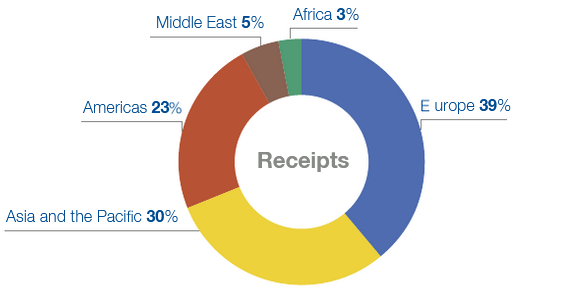 Africa 3%
Middle East 5%
Americas 23%
E urope 39%
Receipts
Asia and the Pacific 30%